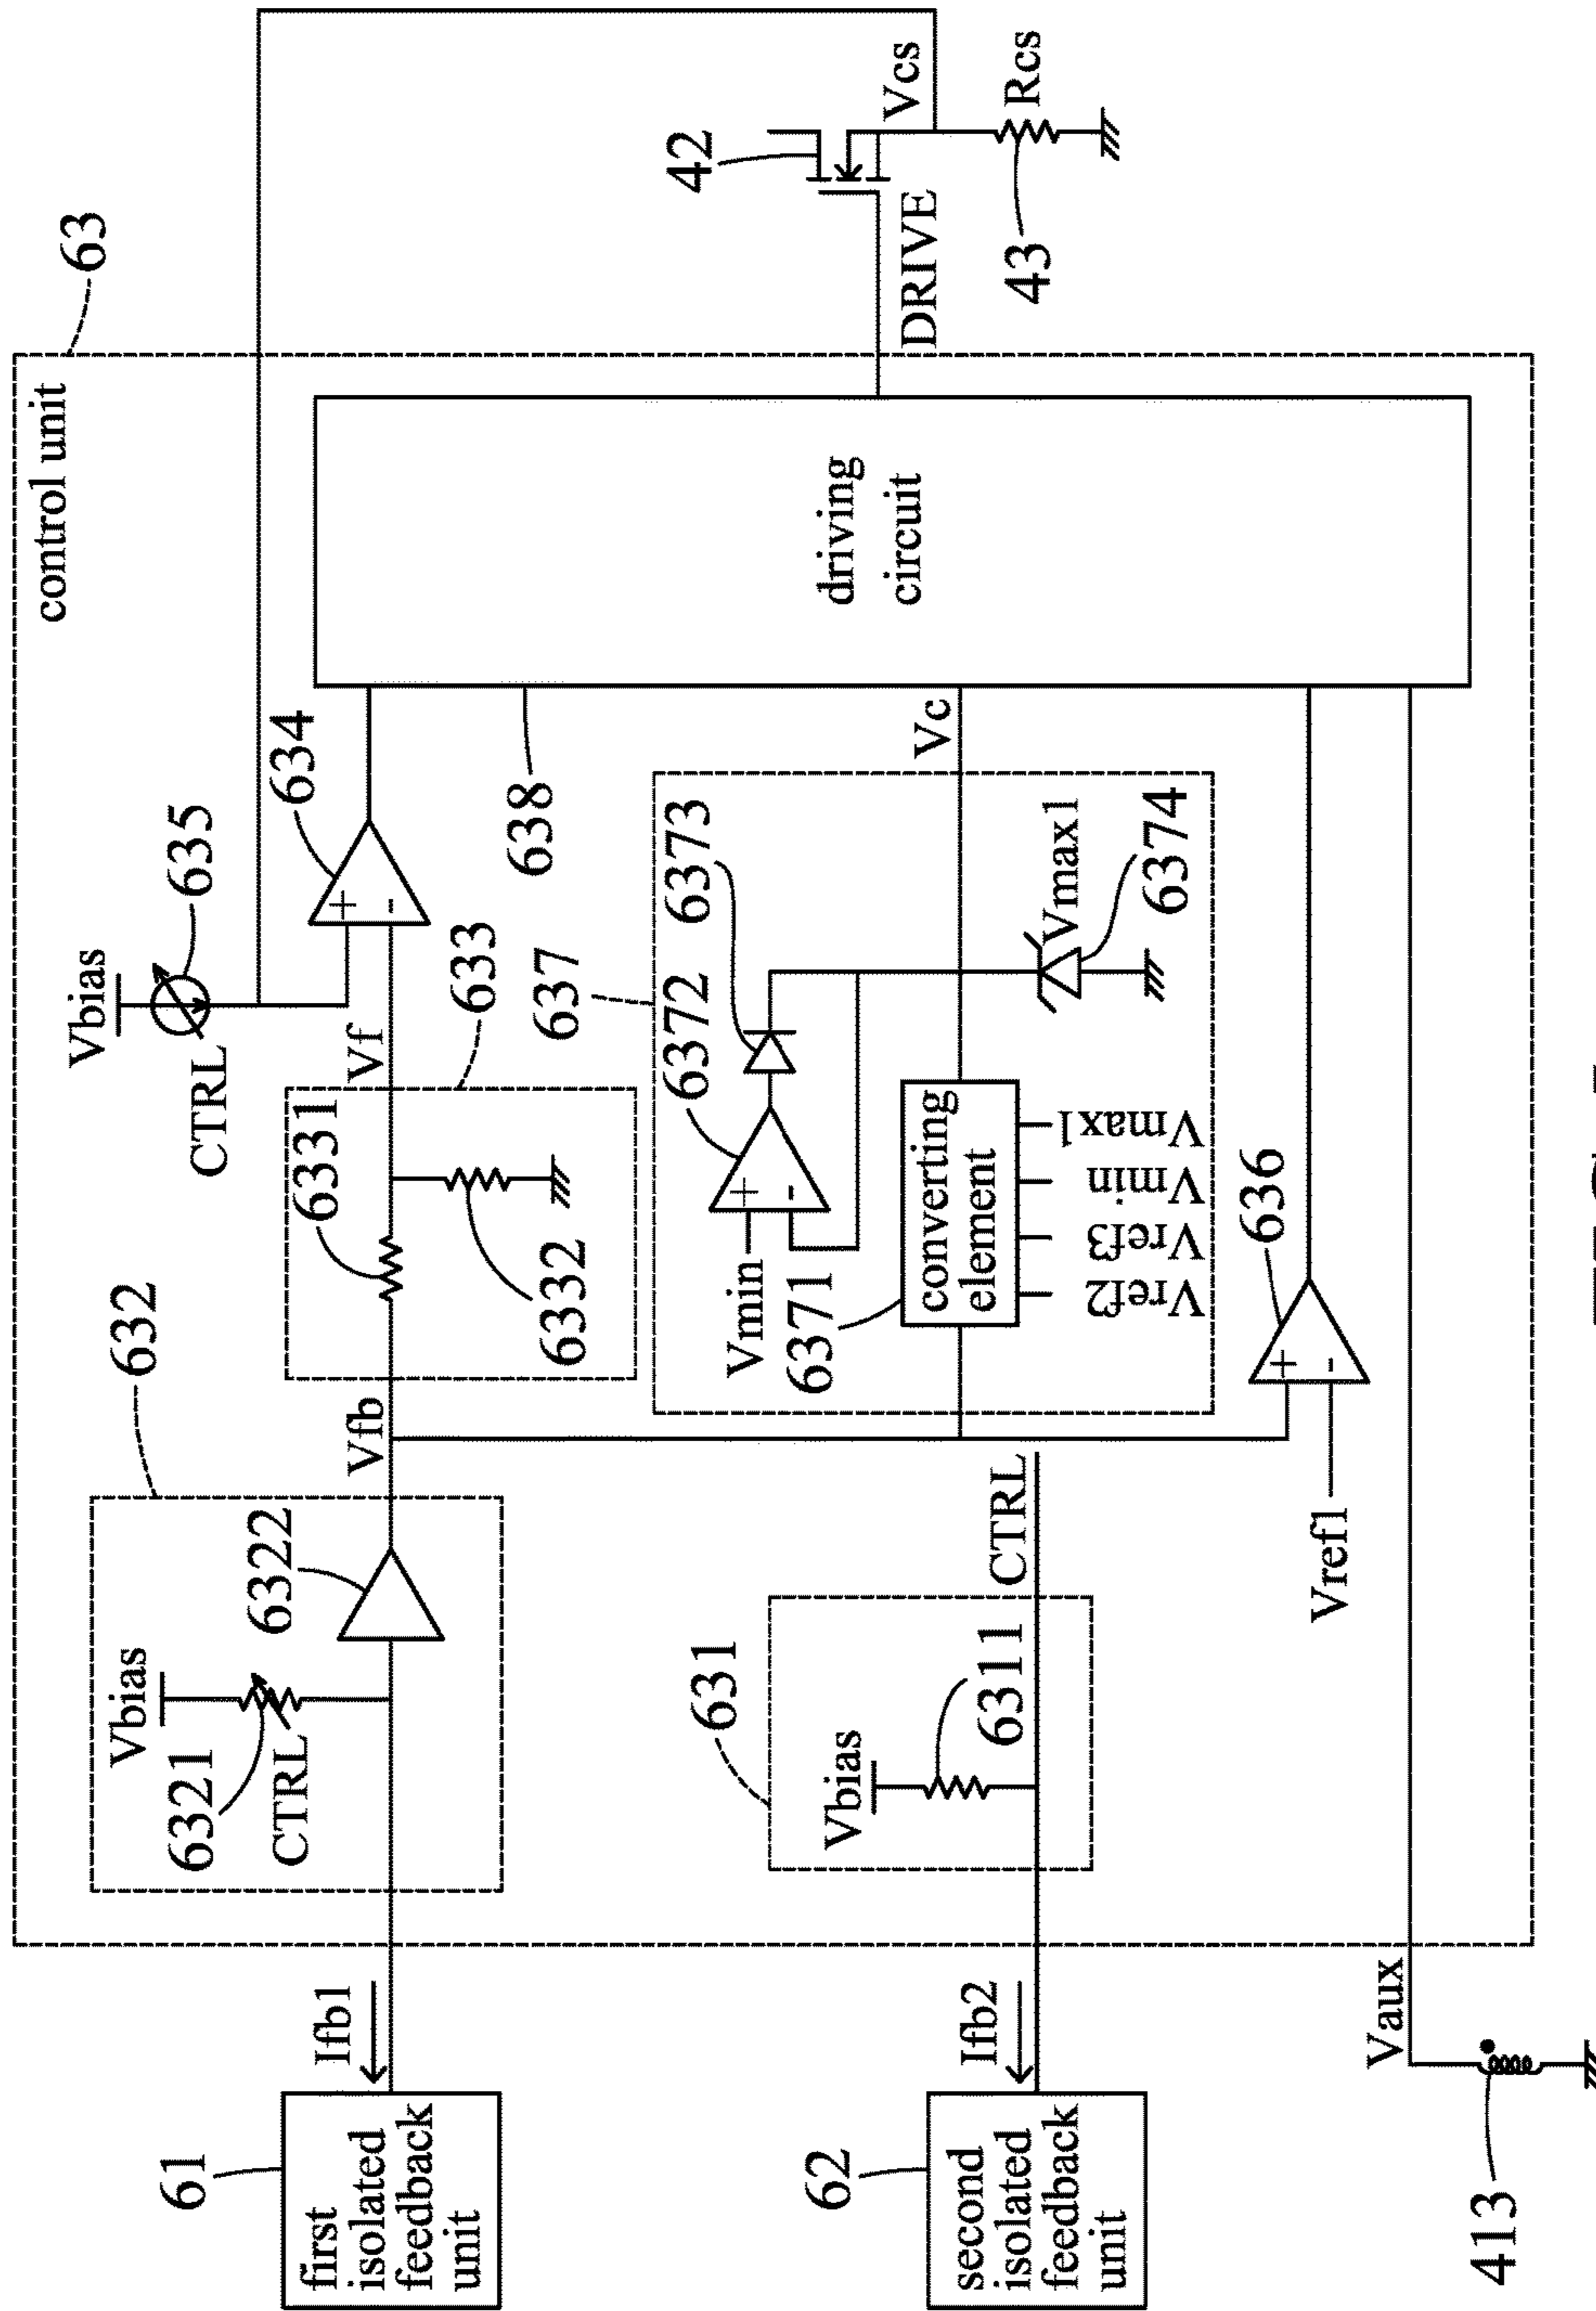 control unit
63
Vbias
635
CTRL
634
632
Vbias
6321
CTRL
6322
Vfb
6331
633
Vf
6332
638
61
first
isolated
feedback
unit
Ifb1
637
6372
6373
Vmin
6371
converting
element
Vref2
Vref3
Vmin
Vmax1
Vmax1
6374
Vc
driving
circuit
42
DRIVE
Vcs
43
Rcs
631
Vbias
6311
CTRL
62
second
isolated
feedback
unit
Ifb2
636
Vref1
Vaux
413